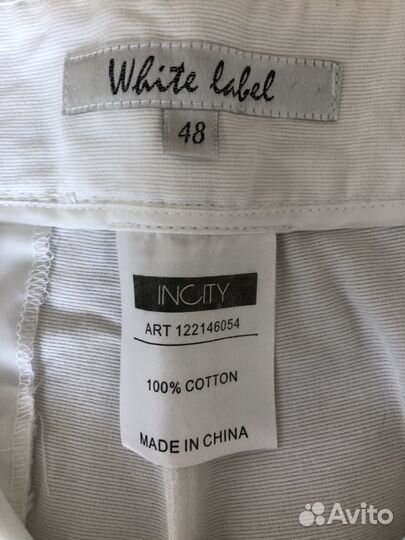 White label
48
INCITY
ART 122146054
100% COTTON
MADE IN CHINA
Avito